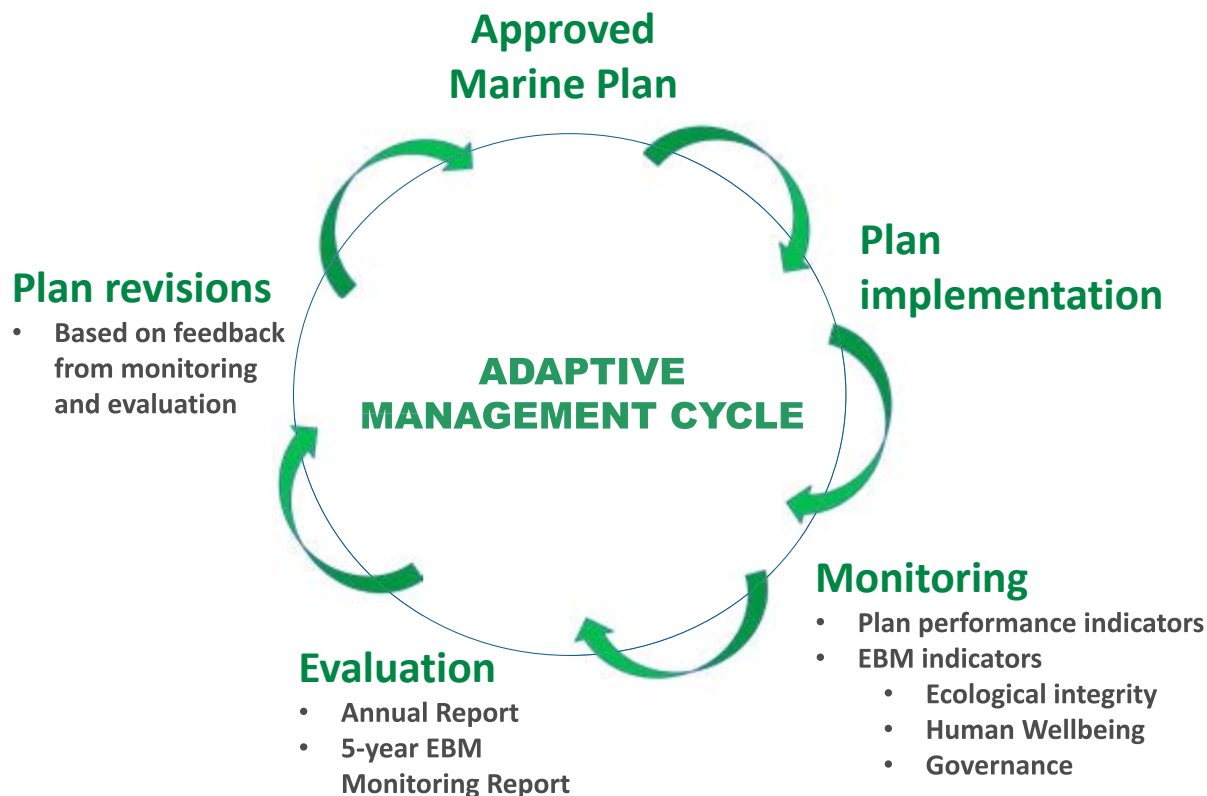 Approved
Marine Plan
Plan
implementation
Plan revisions
• Based on feedback
from monitoring
and evaluation
ADAPTIVE
MANAGEMENT CYCLE
Monitoring
• Plan performance indicators
• EBM indicators
• Ecological integrity
• Human Wellbeing
• Governance
Evaluation
• Annual Report
• 5-year EBM
Monitoring Report